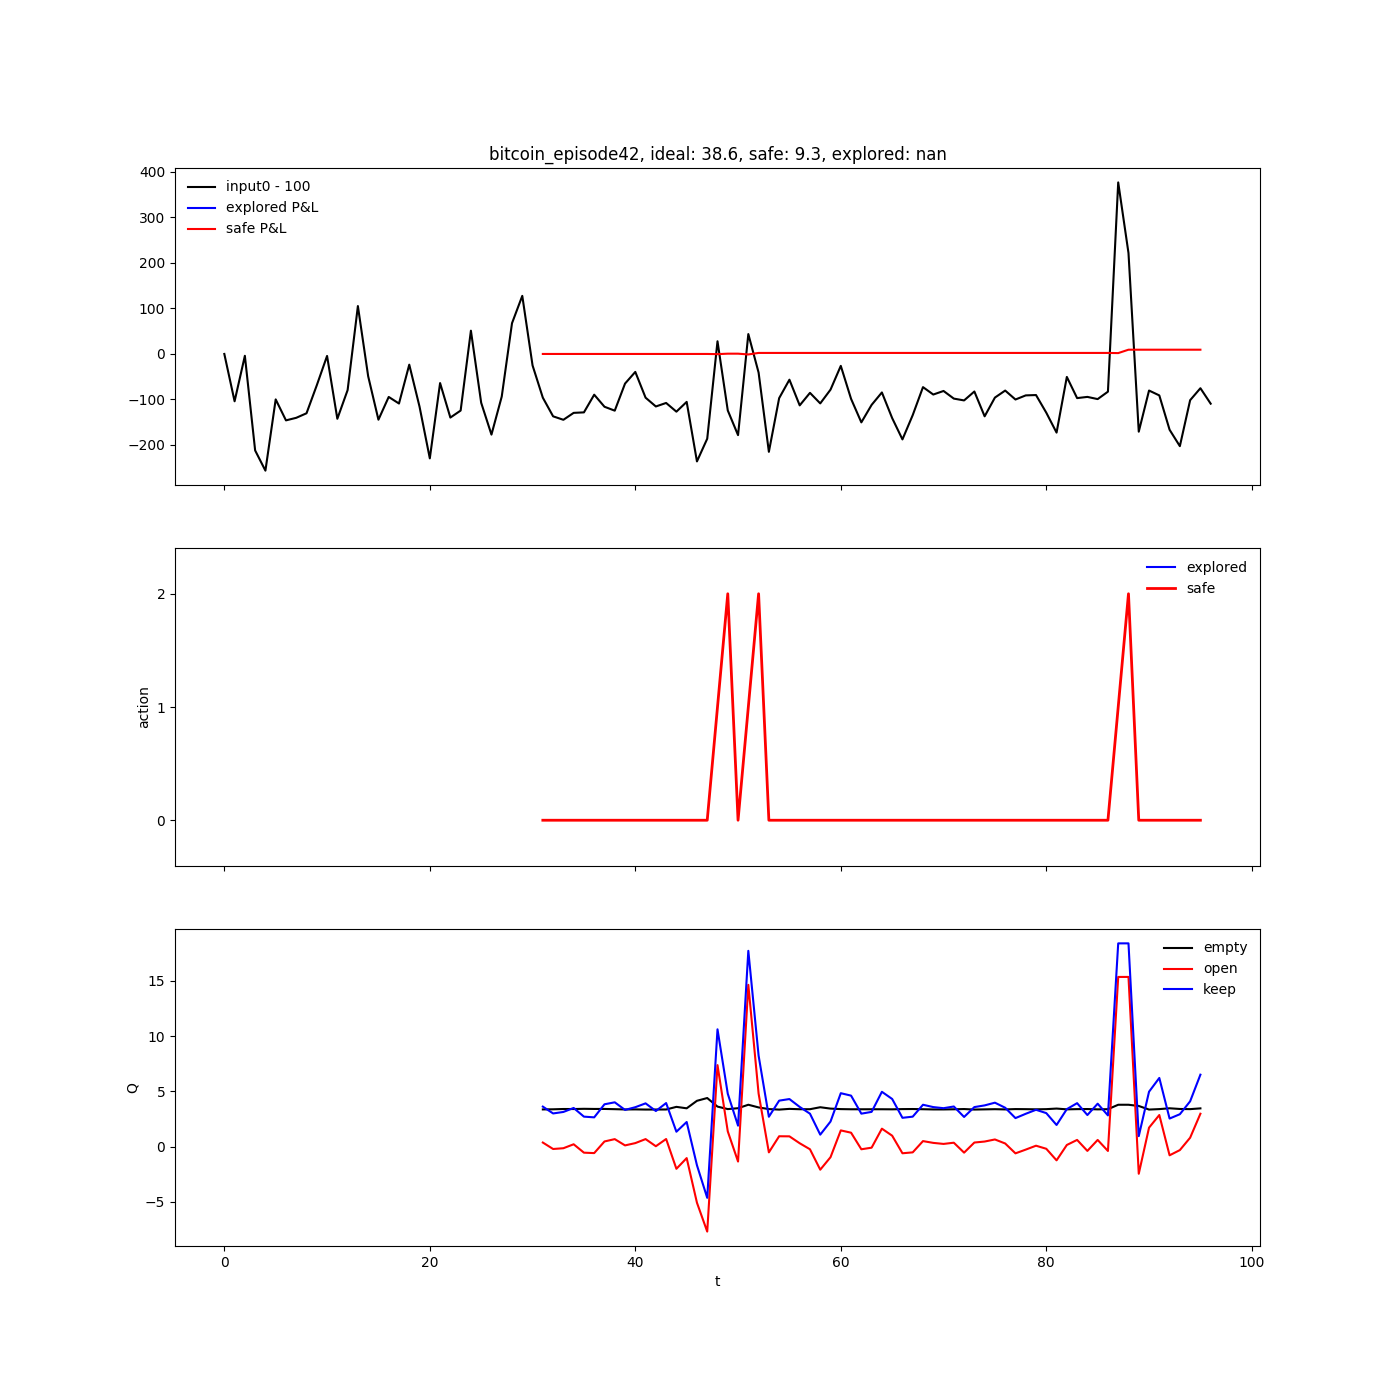 bitcoin_episode42, ideal: 38.6, safe: 9.3, explored: nan
400
300
200
100
0
−100
−200
input0 - 100
explored P&L
safe P&L
action
2
1
0
explored
safe
Q
15
10
5
0
−5
empty
open
keep
0 20 40 60 80 100
t